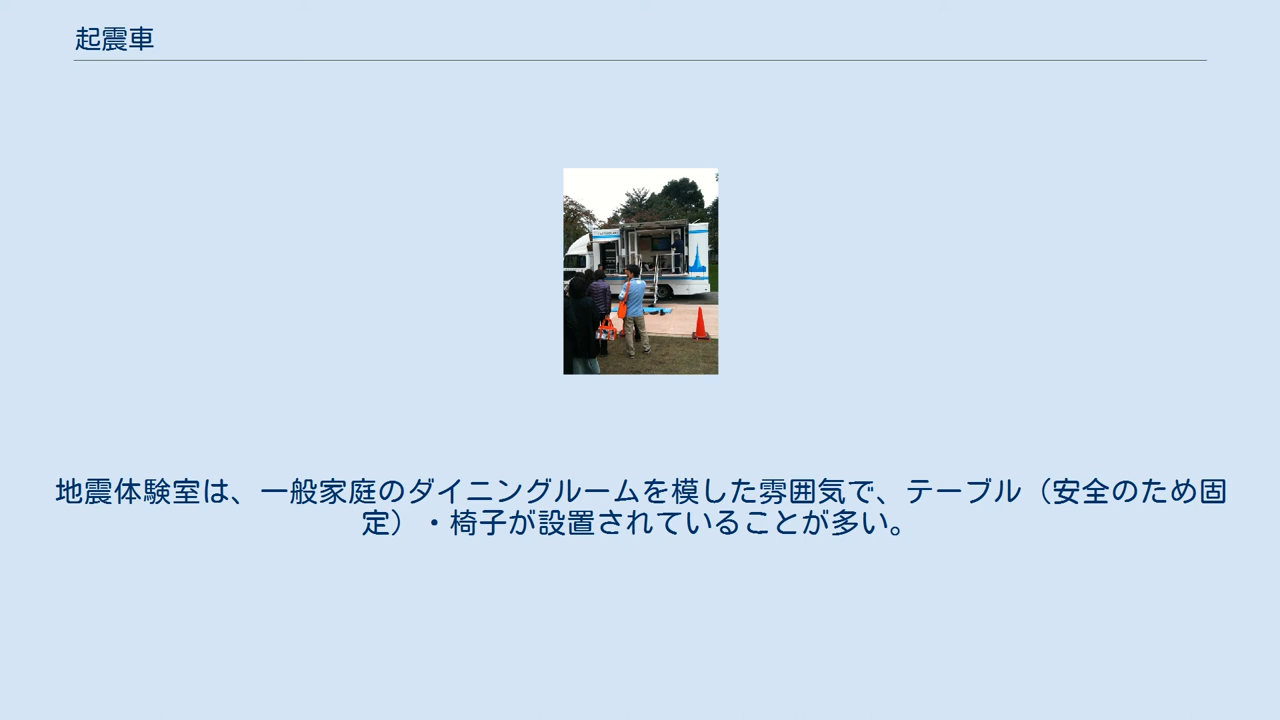 起震車
地震体験室は、一般家庭のダイニングルームを模した雰囲気で、テーブル（安全のため固
定）・椅子が設置されていることが多い。